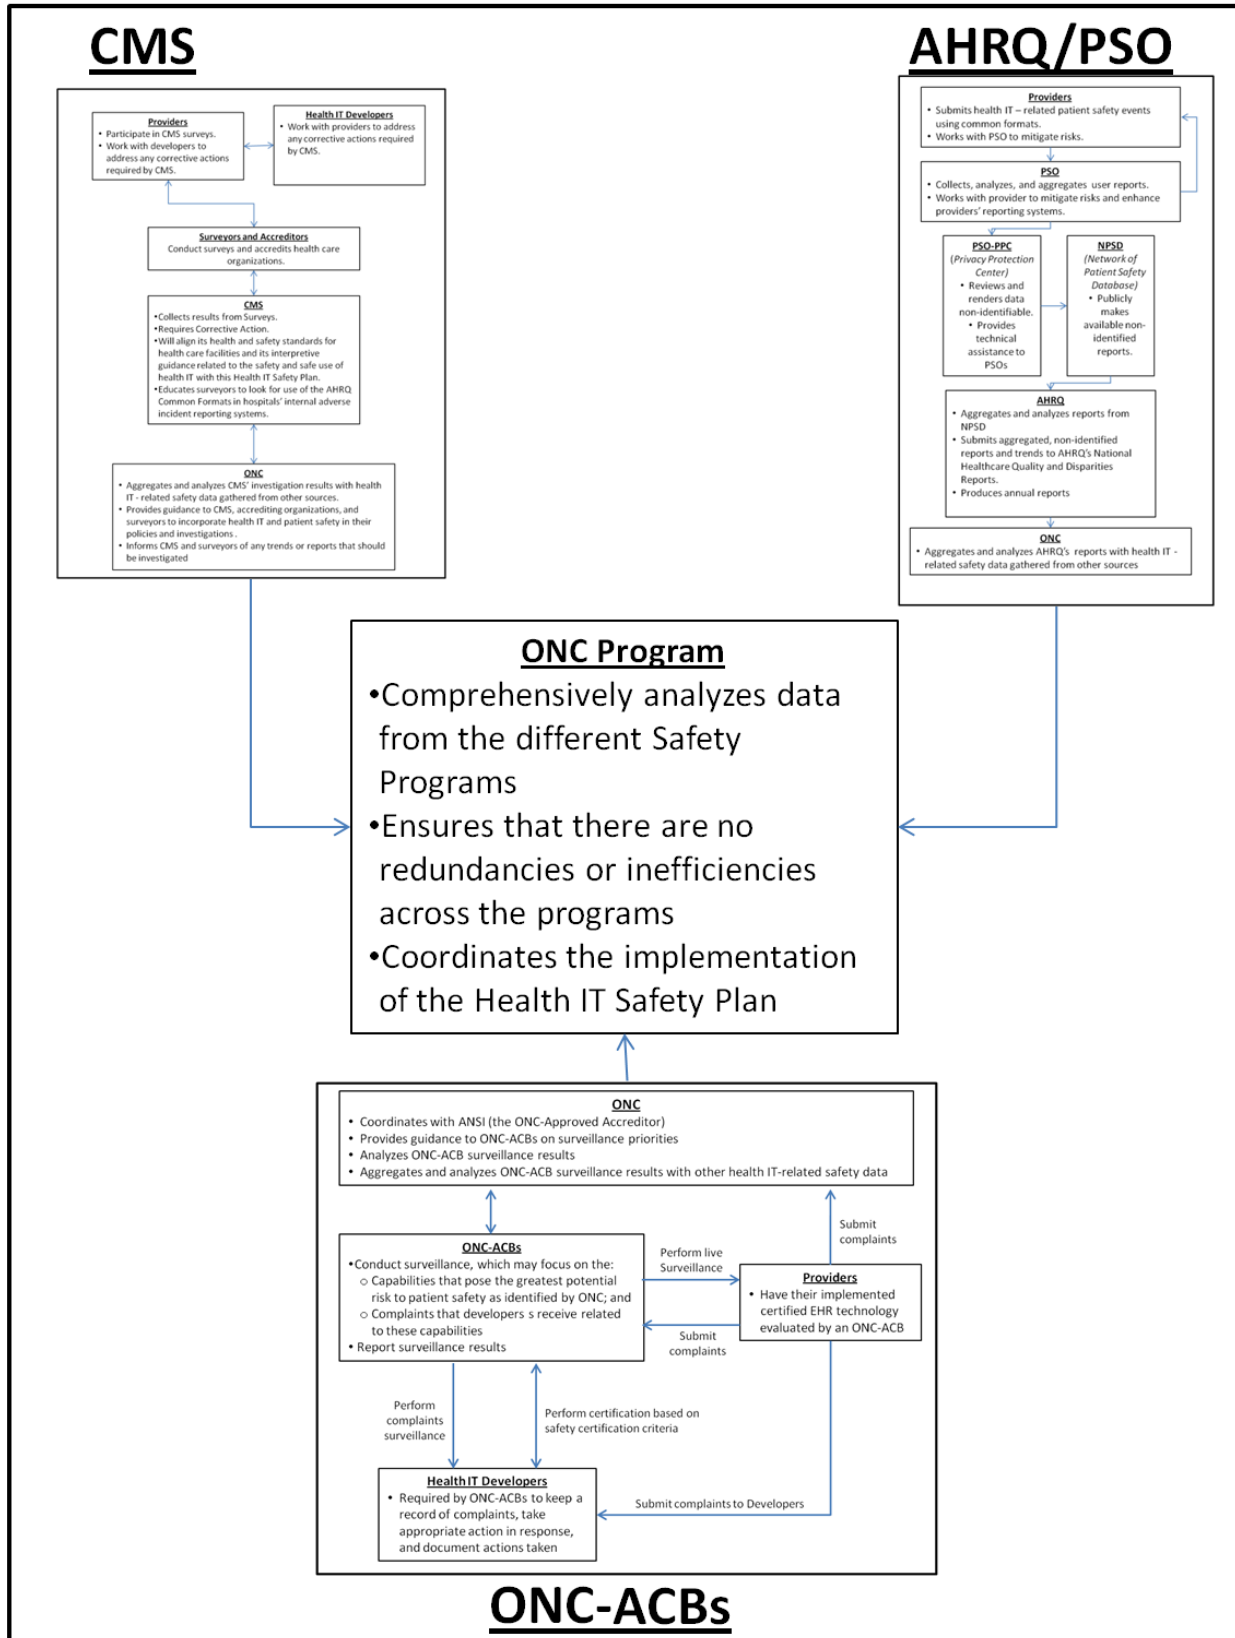 CMS
AHRQ/PSO
Providers
• Participate in CMS surveys.
• Work with developers to
address any corrective actions
required by CMS.
Health IT Developers
• Work with providers to address
any corrective actions required
by CMS.
Surveyors and Accreditors
Conduct surveys and accredits health care
organizations.
CMS
•Collects results from Surveys.
•Requires Corrective Action.
•Will align its health and safety standards for
health care facilities and its interpretive
guidance related to the safety and safe use of
health IT with this Health IT Safety Plan.
•Educates surveyors to look for use of the AHRQ
Common Formats in hospitals' internal adverse
incident reporting systems.
ONC
• Aggregates and analyzes CMS' investigation results with health
IT - related safety data gathered from other sources.
• Provides guidance to CMS, accrediting organizations, and
surveyors to incorporate health IT and patient safety in their
policies and investigations .
• Informs CMS and surveyors of any trends or reports that should
be investigated
Providers
• Submits health IT – related patient safety events
using common formats.
• Works with PSO to mitigate risks.
PSO
• Collects, analyzes, and aggregates user reports.
• Works with provider to mitigate risks and enhance
providers' reporting systems.
PSO-PPC
(Privacy Protection
Center)
• Reviews and
renders data
non-identifiable.
• Provides
technical
assistance to
PSOs
NPSD
(Network of
Patient Safety
Database)
• Publicly
makes
available non-
identified
reports.
AHRQ
• Aggregates and analyzes reports from
NPSD
• Submits aggregated, non-identified
reports and trends to AHRQ's National
Healthcare Quality and Disparities
Reports.
• Produces annual reports
ONC
• Aggregates and analyzes AHRQ's reports with health IT -
related safety data gathered from other sources
ONC Program
•Comprehensively analyzes data
from the different Safety
Programs
•Ensures that there are no
redundancies or inefficiencies
across the programs
•Coordinates the implementation
of the Health IT Safety Plan
ONC
• Coordinates with ANSI (the ONC-Approved Accreditor)
• Provides guidance to ONC-ACBs on surveillance priorities
• Analyzes ONC-ACB surveillance results
• Aggregates and analyzes ONC-ACB surveillance results with other health IT-related safety data
Submit
complaints
ONC-ACBs
•Conduct surveillance, which may focus on the:
o Capabilities that pose the greatest potential
risk to patient safety as identified by ONC; and
o Complaints that developers s receive related
to these capabilities
• Report surveillance results
Perform live
Surveillance
Submit
complaints
Providers
• Have their implemented
certified EHR technology
evaluated by an ONC-ACB
Perform
complaints
surveillance
Perform certification based on
safety certification criteria
Health IT Developers
• Required by ONC-ACBs to keep a
record of complaints, take
appropriate action in response,
and document actions taken
Submit complaints to Developers
ONC-ACBs